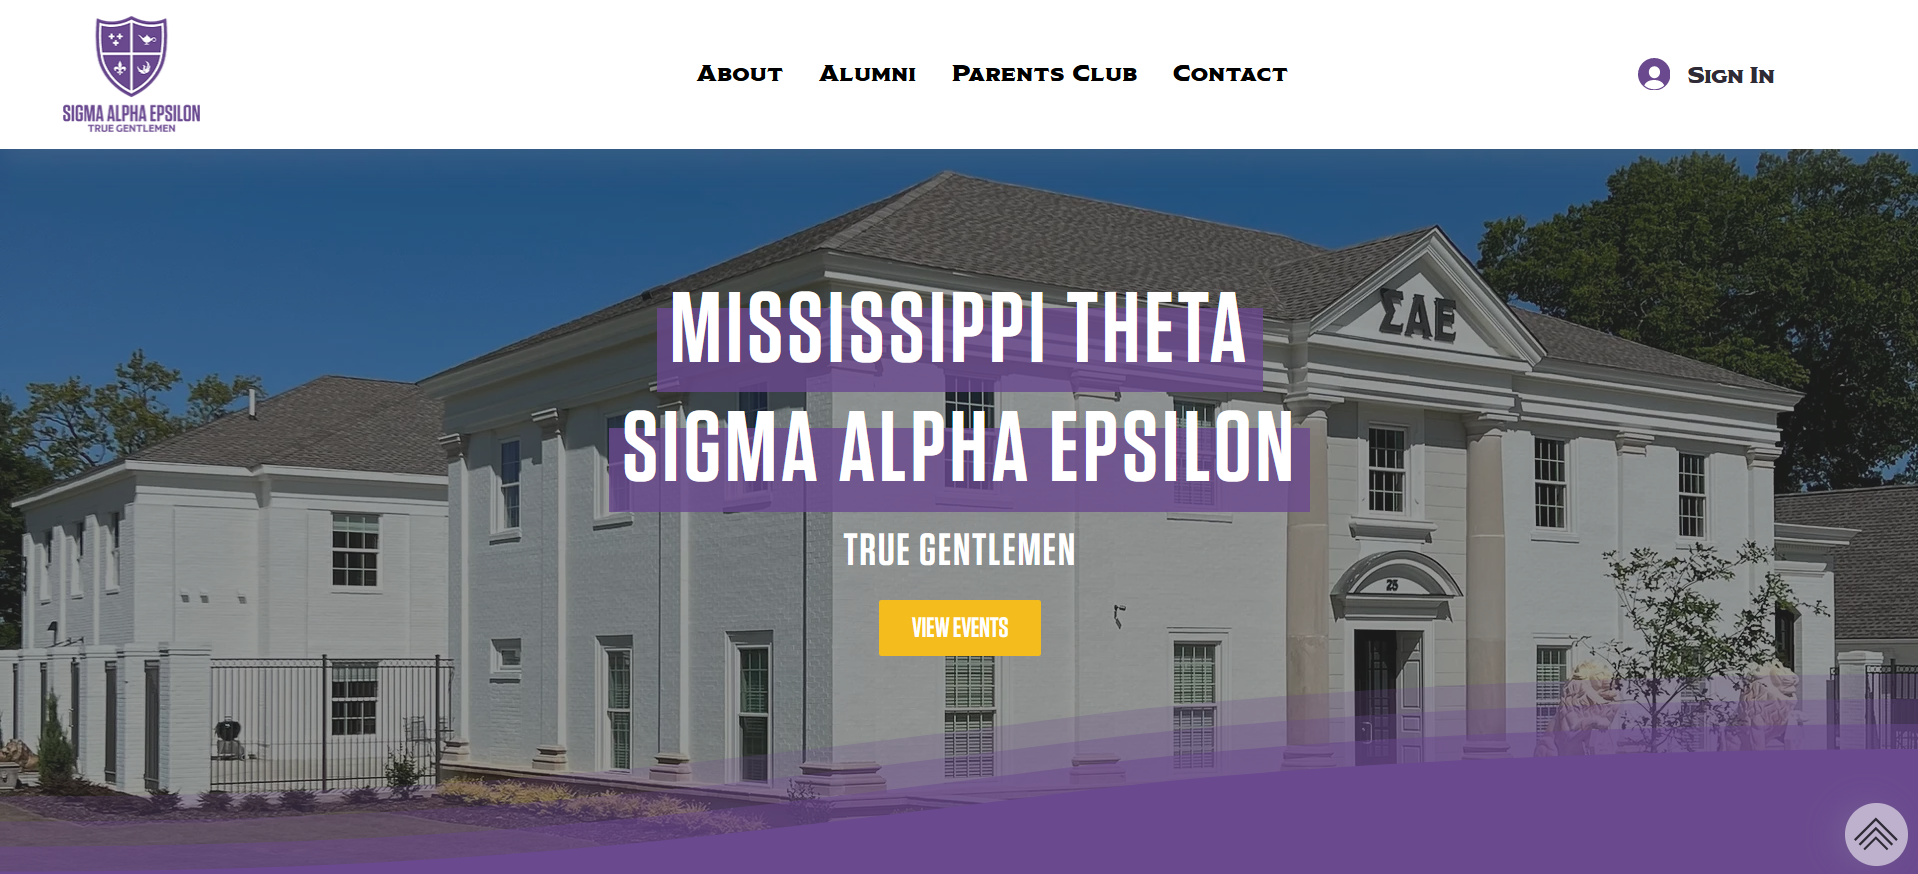 SIGMA ALPHA EPSILON
TRUE GENTLEMEN
About Alumni Parents Club Contact
Sign In
MISSISSIPPI THETA
SIGMA ALPHA EPSILON
TRUE GENTLEMEN
VIEW EVENTS
ΣΑΕ
25